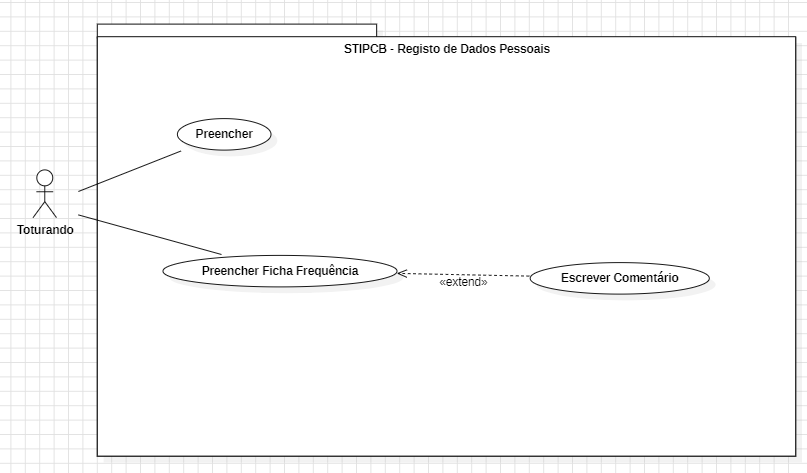 STIPCB - Registo de Dados Pessoais
Preencher
Toturando
Preencher Ficha Frequência
«extend»
Escrever Comentário